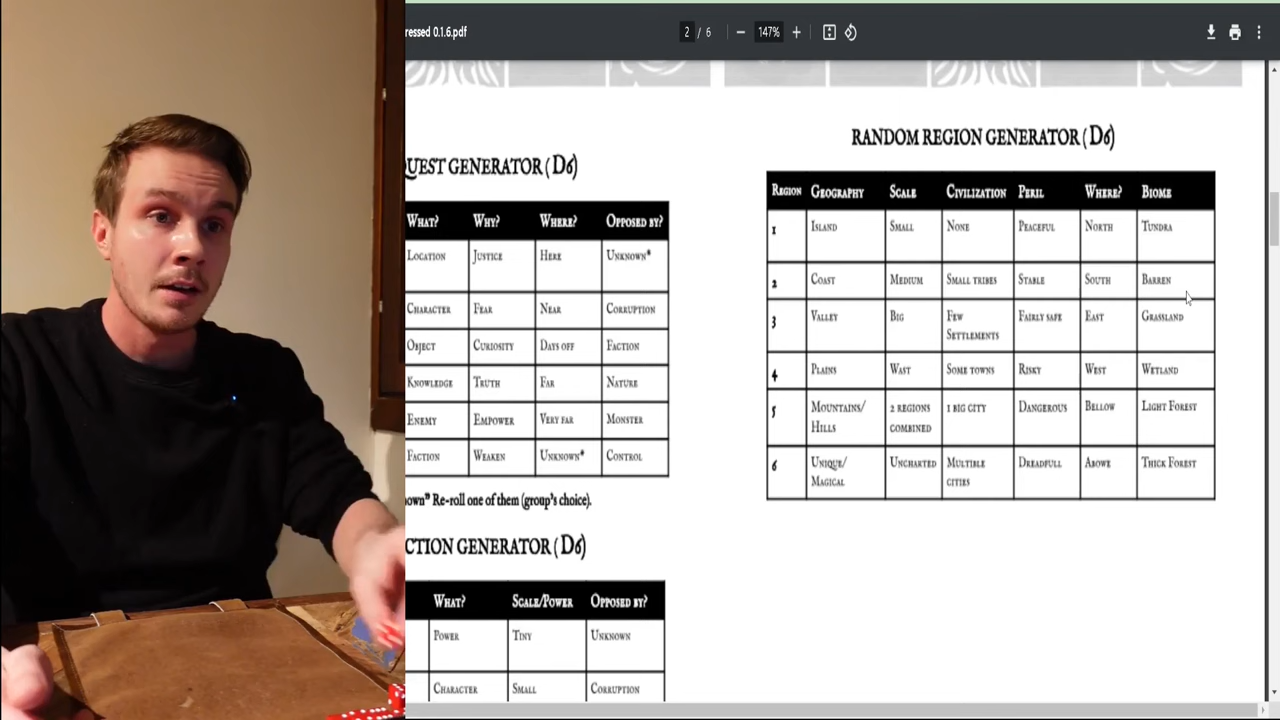 ressed 0.1.6.pdf
2 / 6
147%
QUEST GENERATOR (D6)
WHAT? WHY? WHERE? OPPOSED BY?
LOCATION JUSTICE HERE UNKNOWN*
CHARACTER FEAR NEAR CORRUPTION
OBJECT CURIOSITY DAYS OFF FACTION
KNOWLEDGE TRUTH FAR NATURE
ENEMY EMPOWER VERY FAR MONSTER
FACTION WEAKEN UNKNOWN* CONTROL
own" Re-roll one of them (group's choice).
CTION GENERATOR (D6)
WHAT? SCALE/POWER OPPOSED BY?
POWER TINY UNKNOWN
CHARACTER SMALL CORRUPTION
RANDOM REGION GENERATOR (D6)
REGION GEOGRAPHY SCALE CIVILIZATION PERIL WHERE? BIOME
1 ISLAND SMALL NONE PEACEFUL NORTH TUNDRA
2 COAST MEDIUM SMALL TRIBES STABLE SOUTH BARREN
3 VALLEY BIG FEW FAIRLY SAFE EAST GRASSLAND
SETTLEMENTS
4 PLAINS WAST SOME TOWNS RISKY WEST WETLAND
5 MOUNTAINS/ 2 REGIONS 1 BIG CITY DANGEROUS BELLOW LIGHT FOREST
HILLS COMBINED
6 UNIQUE/ UNCHARTED MULTIBLE DREADFULL ABOWE THICK FOREST
MAGICAL CITIES